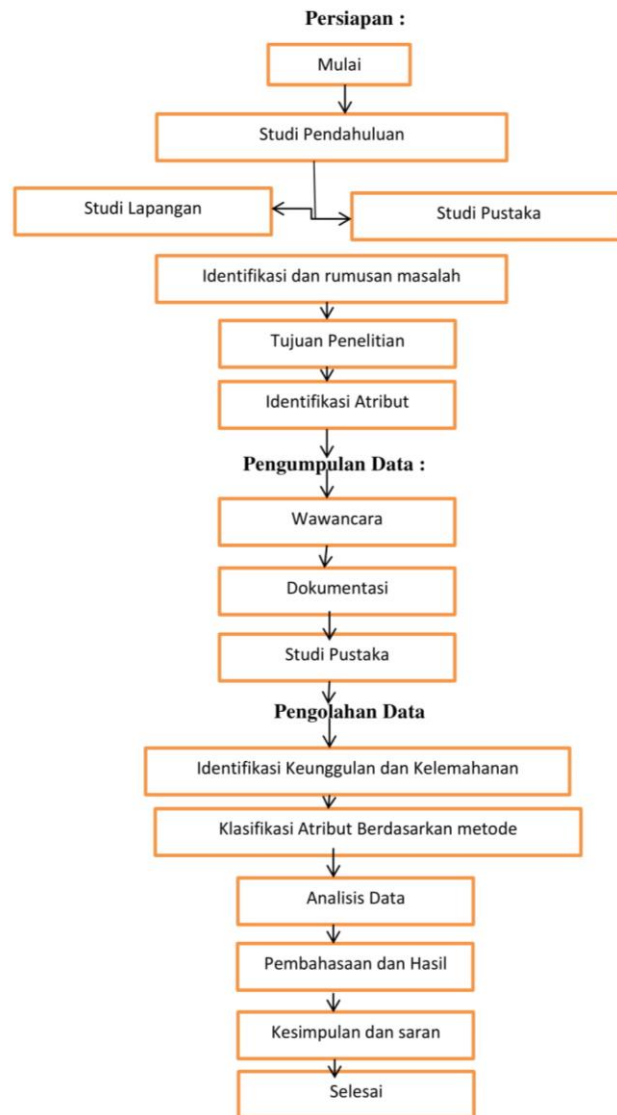 Persiapan :
Mulai
Studi Pendahuluan
Studi Lapangan
Studi Pustaka
Identifikasi dan rumusan masalah
Tujuan Penelitian
Identifikasi Atribut
Pengumpulan Data :
Wawancara
Dokumentasi
Studi Pustaka
Pengolahan Data
Identifikasi Keunggulan dan Kelemahanan
Klasifikasi Atribut Berdasarkan metode
Analisis Data
Pembahasaan dan Hasil
Kesimpulan dan saran
Selesai